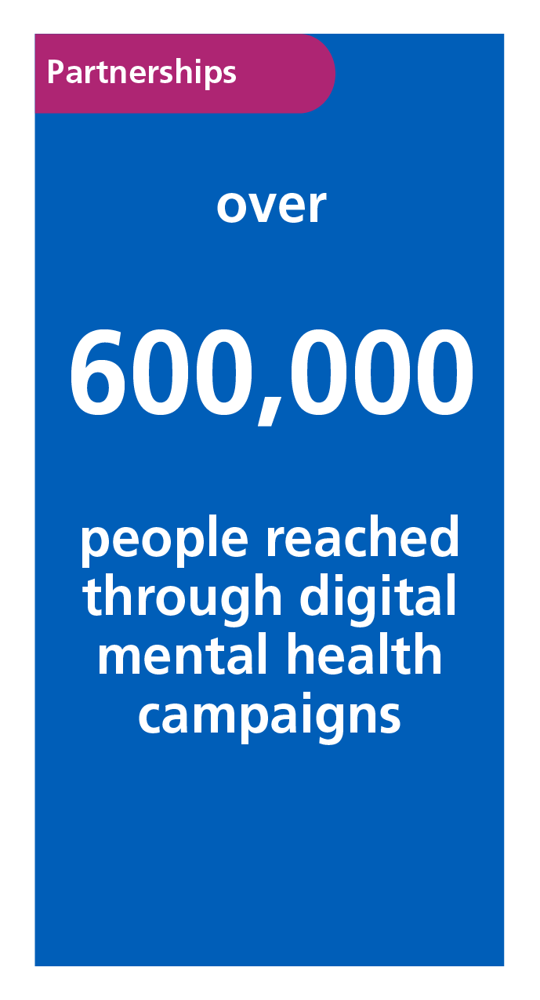 Partnerships
over
600,000
people reached
through digital
mental health
campaigns